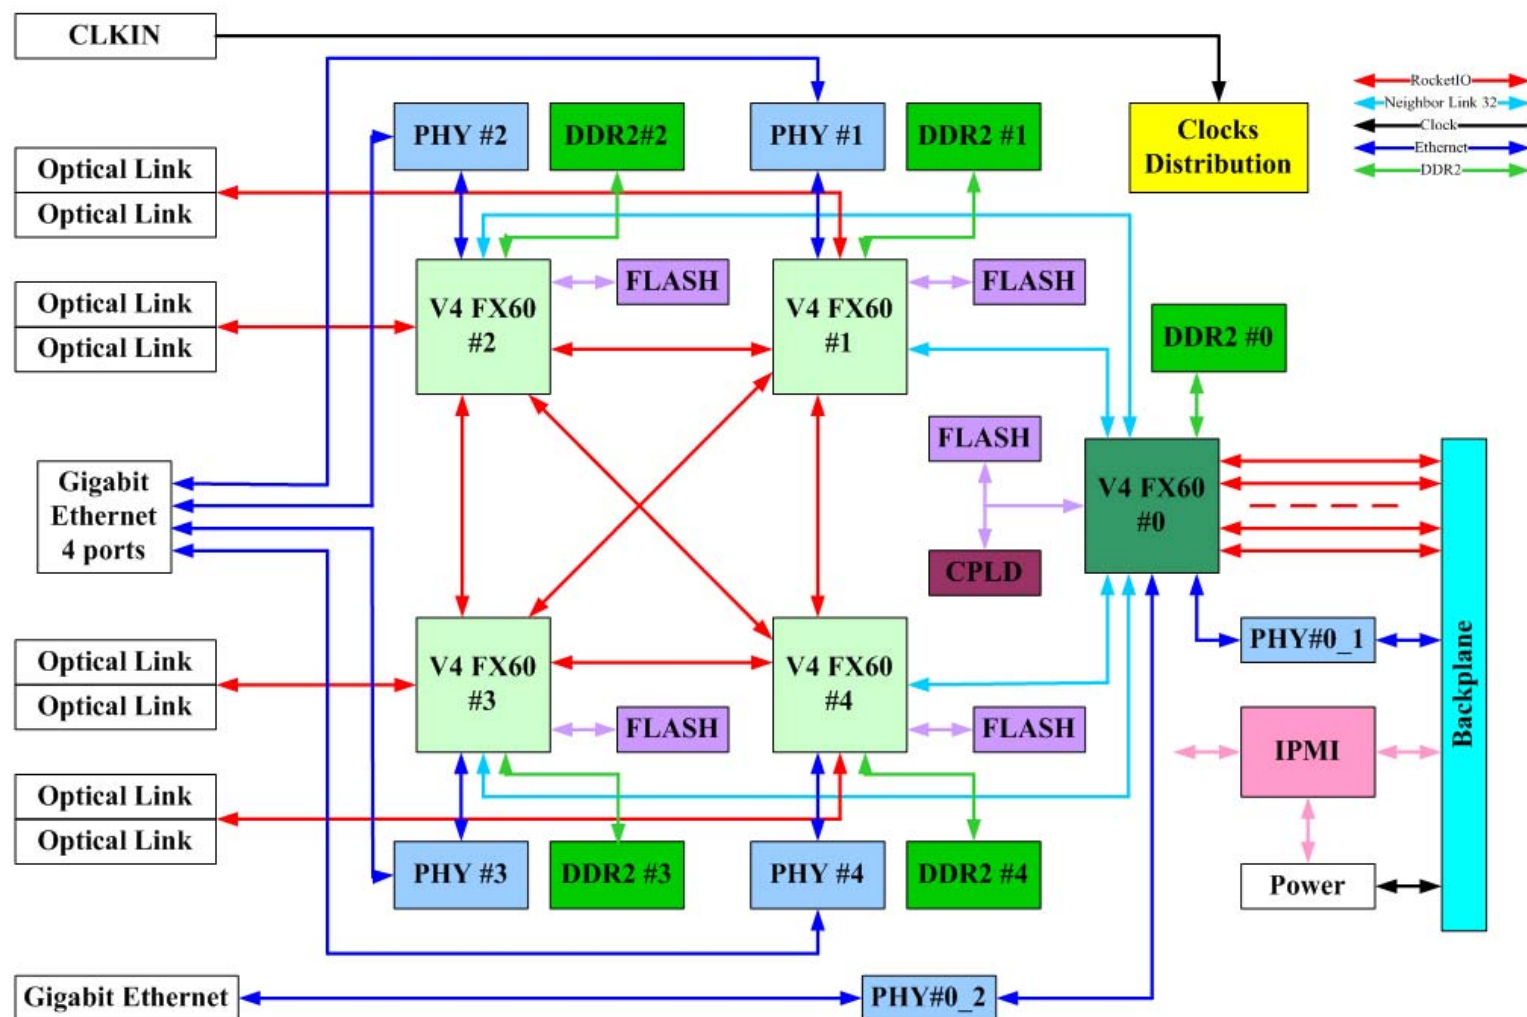 CLKIN
RocketIO
Neighbor Link 32
Clock
Ethernet
DDR2
PHY #2
DDR2#2
PHY #1
DDR2 #1
Clocks
Distribution
Optical Link
Optical Link
Optical Link
Optical Link
V4 FX60
#2
FLASH
V4 FX60
#1
FLASH
DDR2 #0
Gigabit
Ethernet
4 ports
FLASH
CPLD
V4 FX60
#0
Backplane
PHY#0_1
Optical Link
Optical Link
V4 FX60
#3
FLASH
V4 FX60
#4
FLASH
IPMI
Optical Link
Optical Link
PHY #3
DDR2 #3
PHY #4
DDR2 #4
Power
Gigabit Ethernet
PHY#0_2